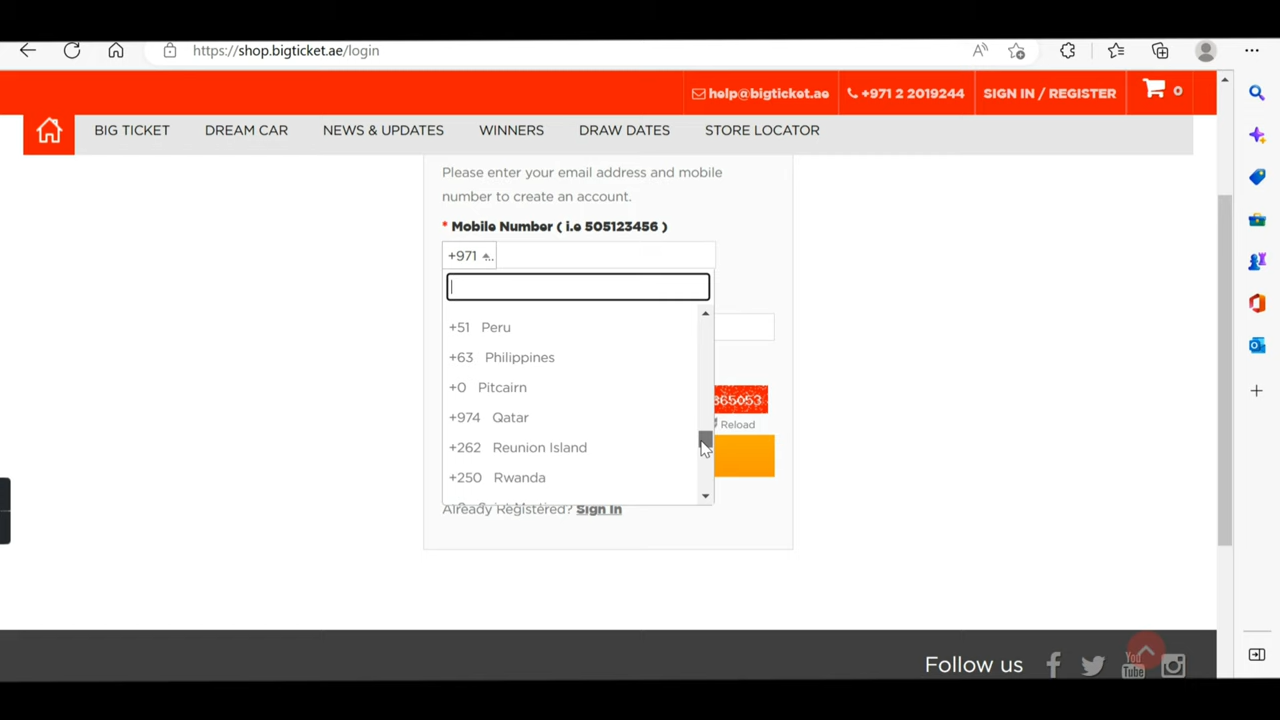 https://shop.bigticket.ae/login
help@bigticket.ae
+971 2 2019244
SIGN IN / REGISTER
0
BIG TICKET
DREAM CAR
NEWS & UPDATES
WINNERS
DRAW DATES
STORE LOCATOR
Please enter your email address and mobile
number to create an account.
* Mobile Number ( i.e 505123456 )
+971 ...
+51 Peru
+63 Philippines
+0 Pitcairn
+974 Qatar
+262 Reunion Island
+250 Rwanda
365053
Reload
Already Registered? Sign In
Follow us
You
Tube